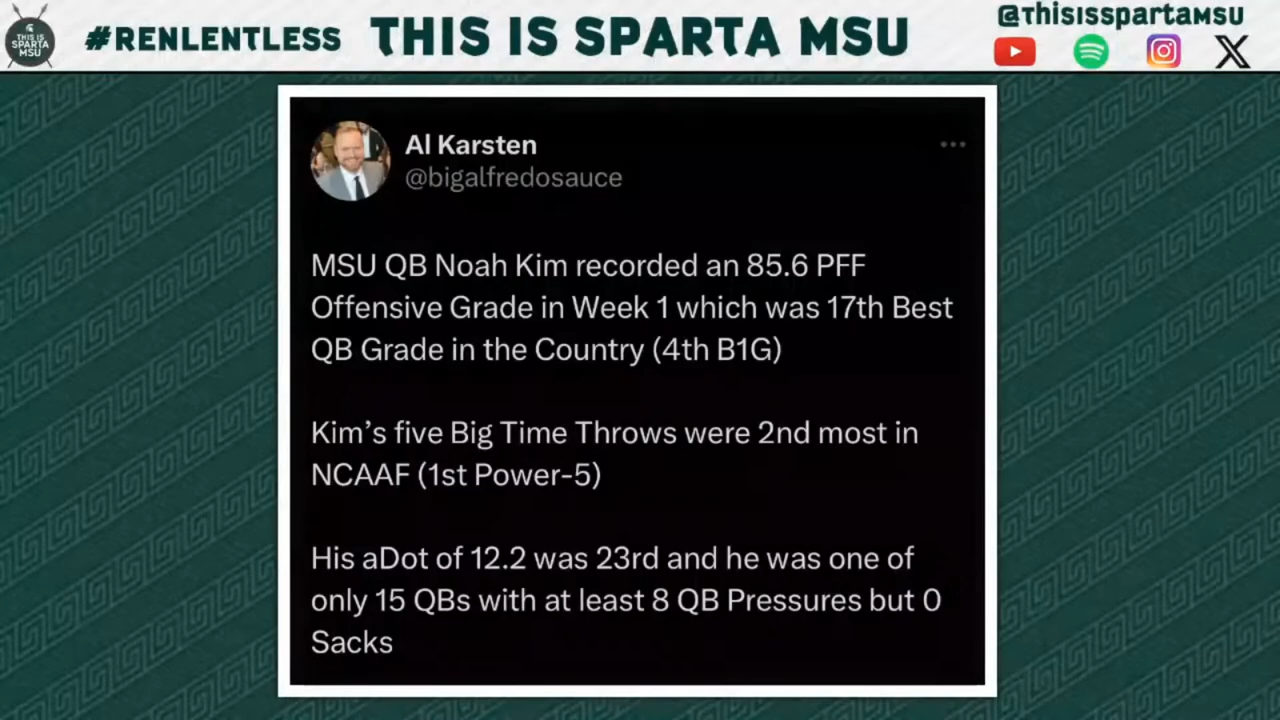 THIS IS
SPARTA
MSU
#RENLENTLESS
THIS IS SPARTA MSU
@THISISSPARTAMSU
Al Karsten
@bigalfredosauce
MSU QB Noah Kim recorded an 85.6 PFF
Offensive Grade in Week 1 which was 17th Best
QB Grade in the Country (4th B1G)
Kim’s five Big Time Throws were 2nd most in
NCAAF (1st Power-5)
His aDot of 12.2 was 23rd and he was one of
only 15 QBs with at least 8 QB Pressures but 0
Sacks